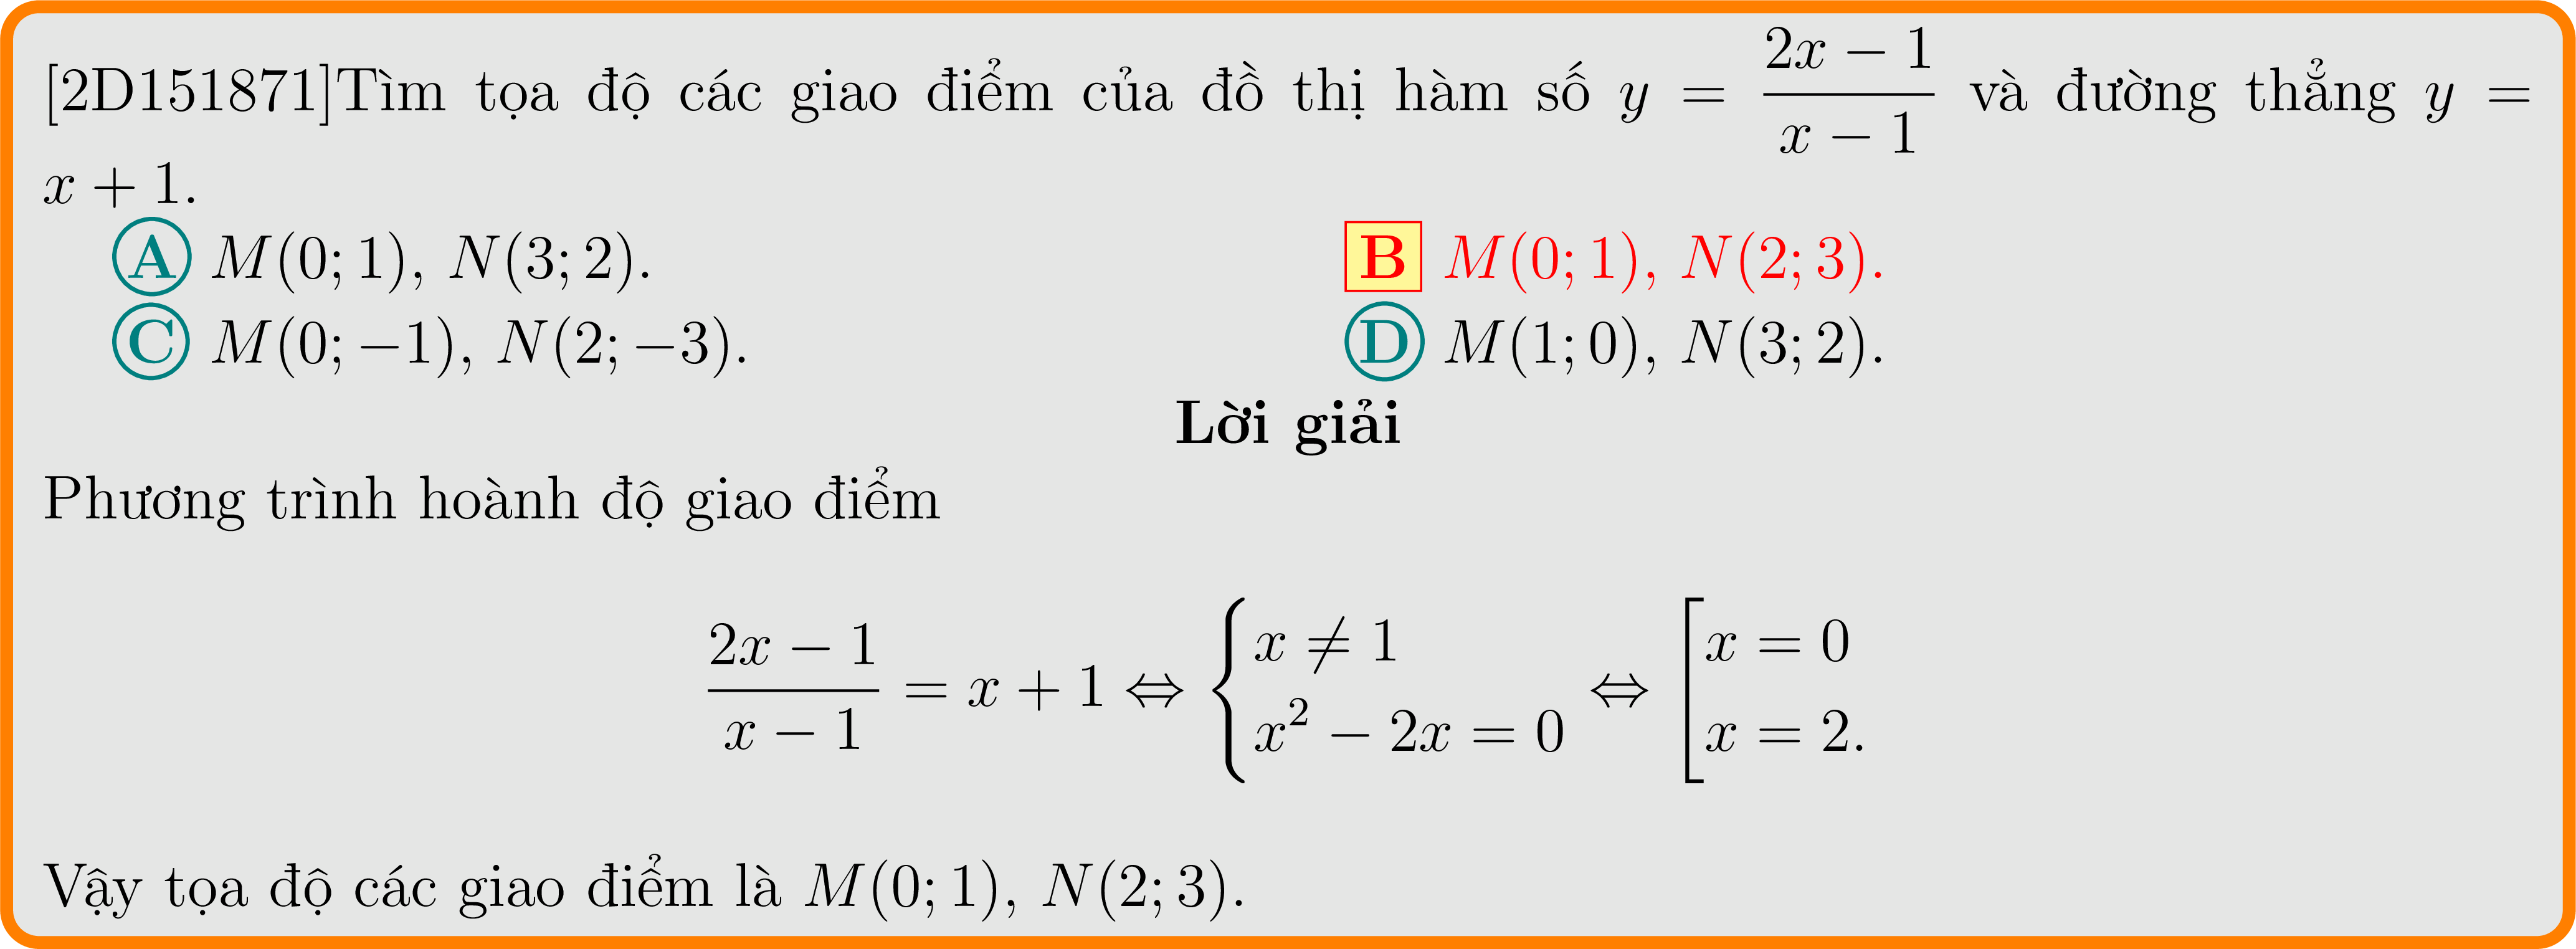 [2D151871]Tìm tọa độ các giao điểm của đồ thị hàm số $y = \dfrac{2x-1}{x-1}$ và đường thẳng $y =$
$x + 1$.
A $M(0; 1)$, $N(3; 2)$. B $M(0; 1)$, $N(2; 3)$.
C $M(0; -1)$, $N(2; -3)$. D $M(1; 0)$, $N(3; 2)$.
Lời giải
Phương trình hoành độ giao điểm
$\dfrac{2x-1}{x-1} = x + 1 \Leftrightarrow \begin{cases} x \neq 1 \\ x^2 - 2x = 0 \end{cases} \Leftrightarrow \left[\begin{array}{l} x = 0 \\ x = 2. \end{array}\right.$
Vậy tọa độ các giao điểm là $M(0; 1)$, $N(2; 3)$.